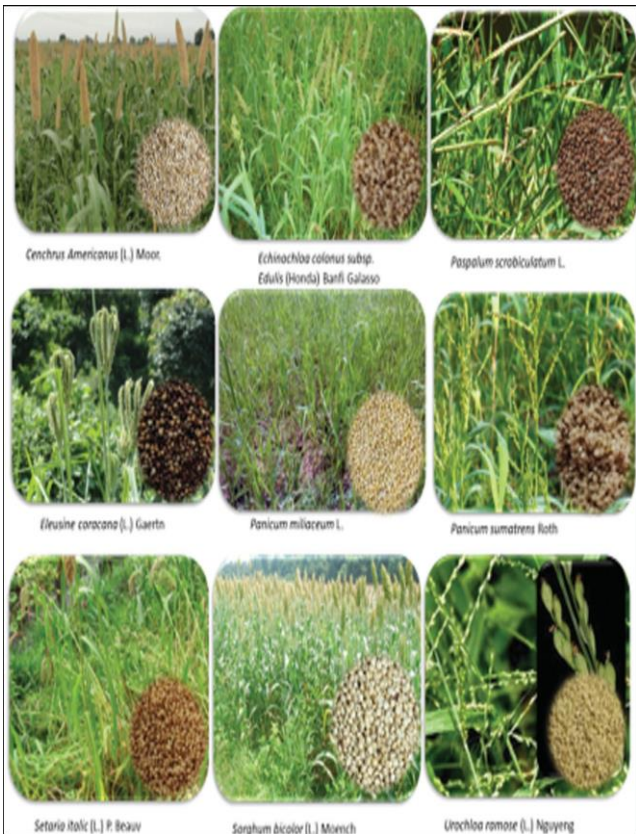 Cenchrus Americanus (L.) Moor.
Echinochloa colonus subsp.
Edulis (Honda) Banfi Galasso
Paspalum scrobiculatum L.
Eleusine coracana (L.) Gaertn
Panicum miliaceum L.
Panicum sumatrens Roth
Setaria italic (L.) P. Beauv
Sorghum bicolor (L.) Moench
Urochloa ramose (L.) Nguyeng